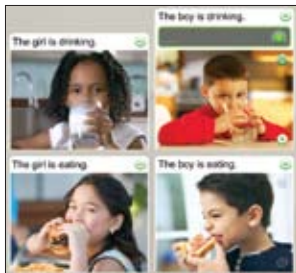 The boy is drinking.
The girl is drinking.
The girl is eating.
The boy is eating.